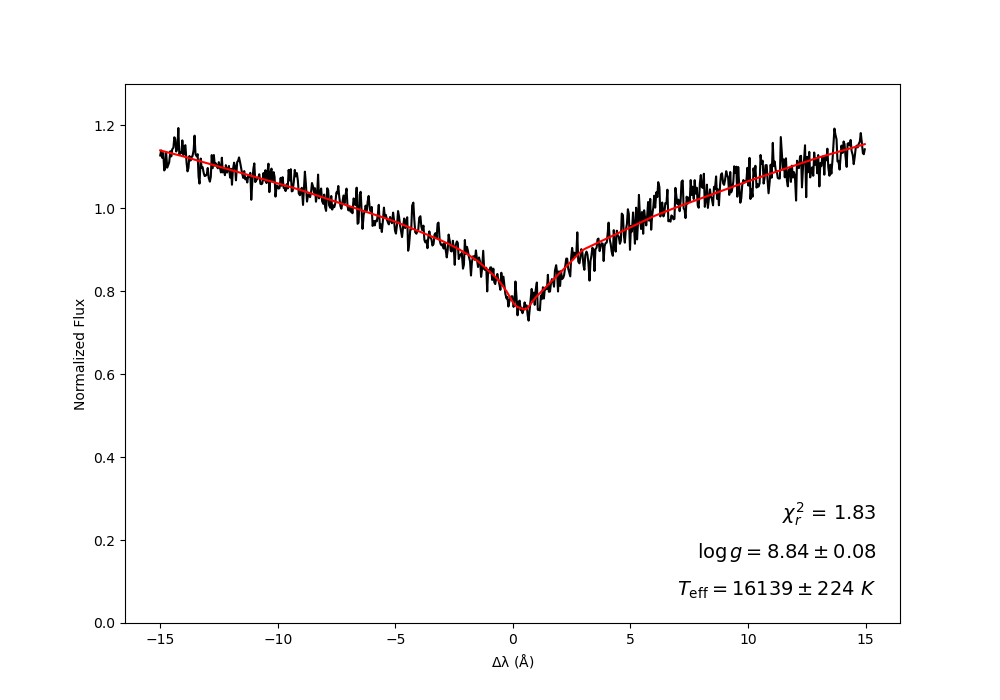 1.2
1.0
0.8
0.6
0.4
0.2
0.0
Normalized Flux
χ²ᵣ = 1.83
log g = 8.84 ± 0.08
T_eff = 16139 ± 224 K
−15 −10 −5 0 5 10 15
Δλ (Å)